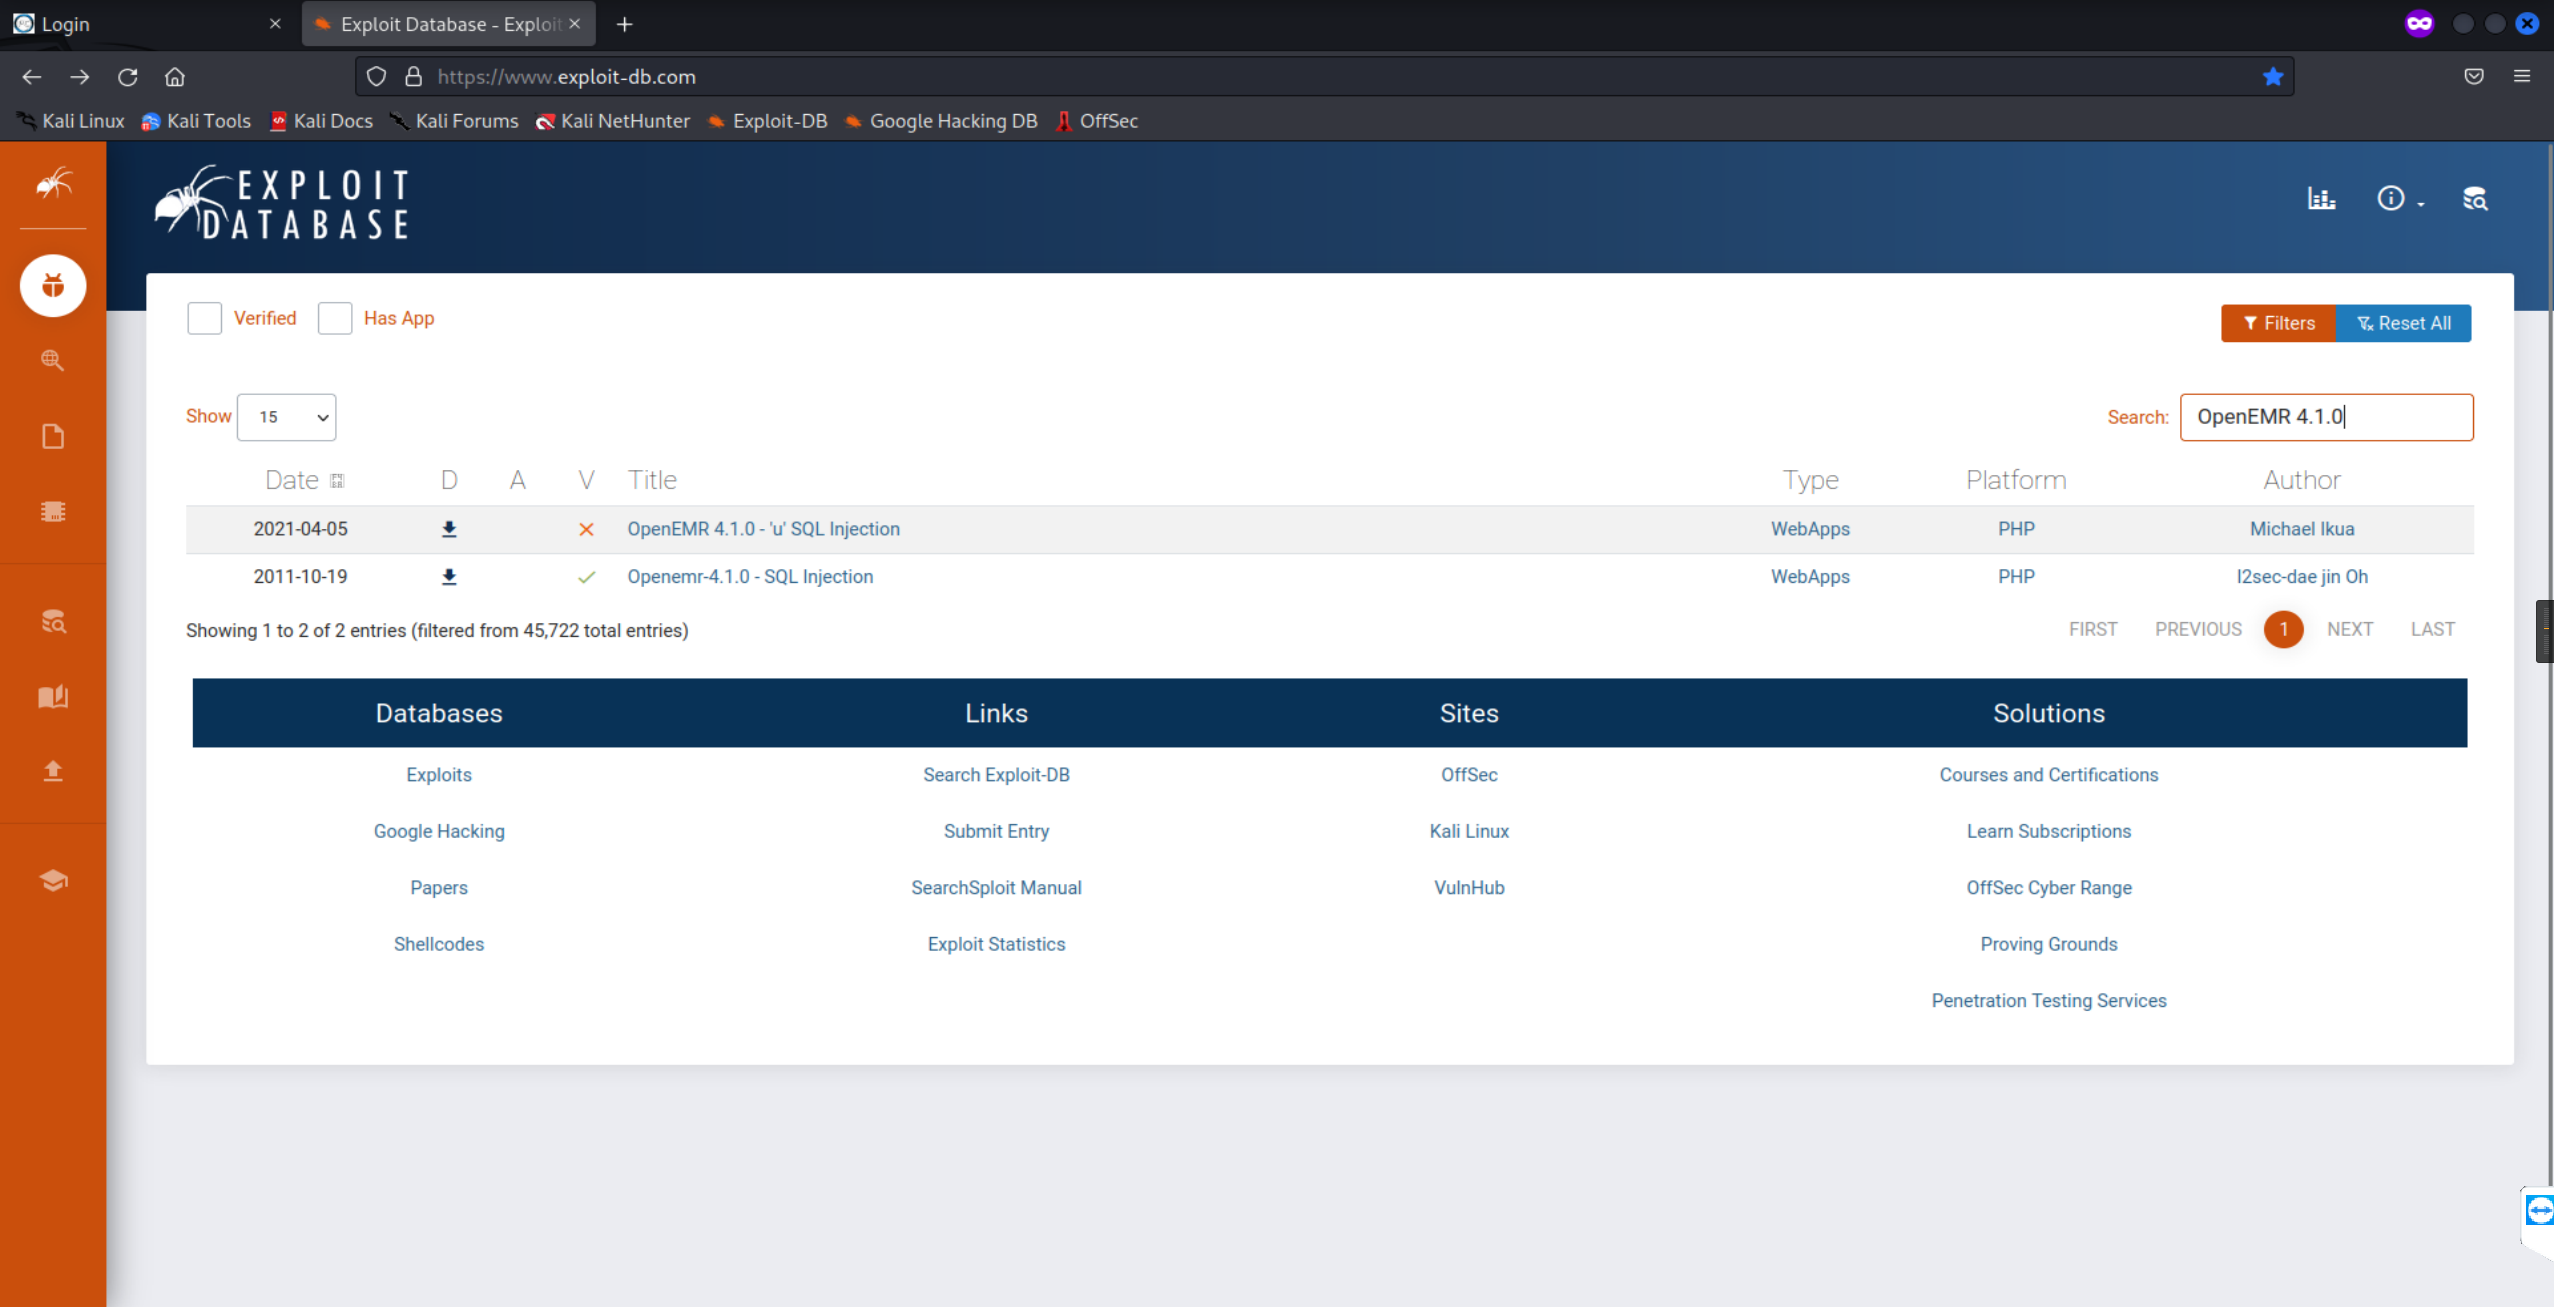 Login
Exploit Database - Exploit
https://www.exploit-db.com
Kali Linux Kali Tools Kali Docs Kali Forums Kali NetHunter Exploit-DB Google Hacking DB OffSec
EXPLOIT
DATABASE
Verified Has App Filters Reset All
Show 15 Search: OpenEMR 4.1.0
Date D A V Title Type Platform Author
2021-04-05 OpenEMR 4.1.0 - 'u' SQL Injection WebApps PHP Michael Ikua
2011-10-19 Openemr-4.1.0 - SQL Injection WebApps PHP I2sec-dae jin Oh
Showing 1 to 2 of 2 entries (filtered from 45,722 total entries) FIRST PREVIOUS 1 NEXT LAST
Databases Links Sites Solutions
Exploits Search Exploit-DB OffSec Courses and Certifications
Google Hacking Submit Entry Kali Linux Learn Subscriptions
Papers SearchSploit Manual VulnHub OffSec Cyber Range
Shellcodes Exploit Statistics Proving Grounds
Penetration Testing Services